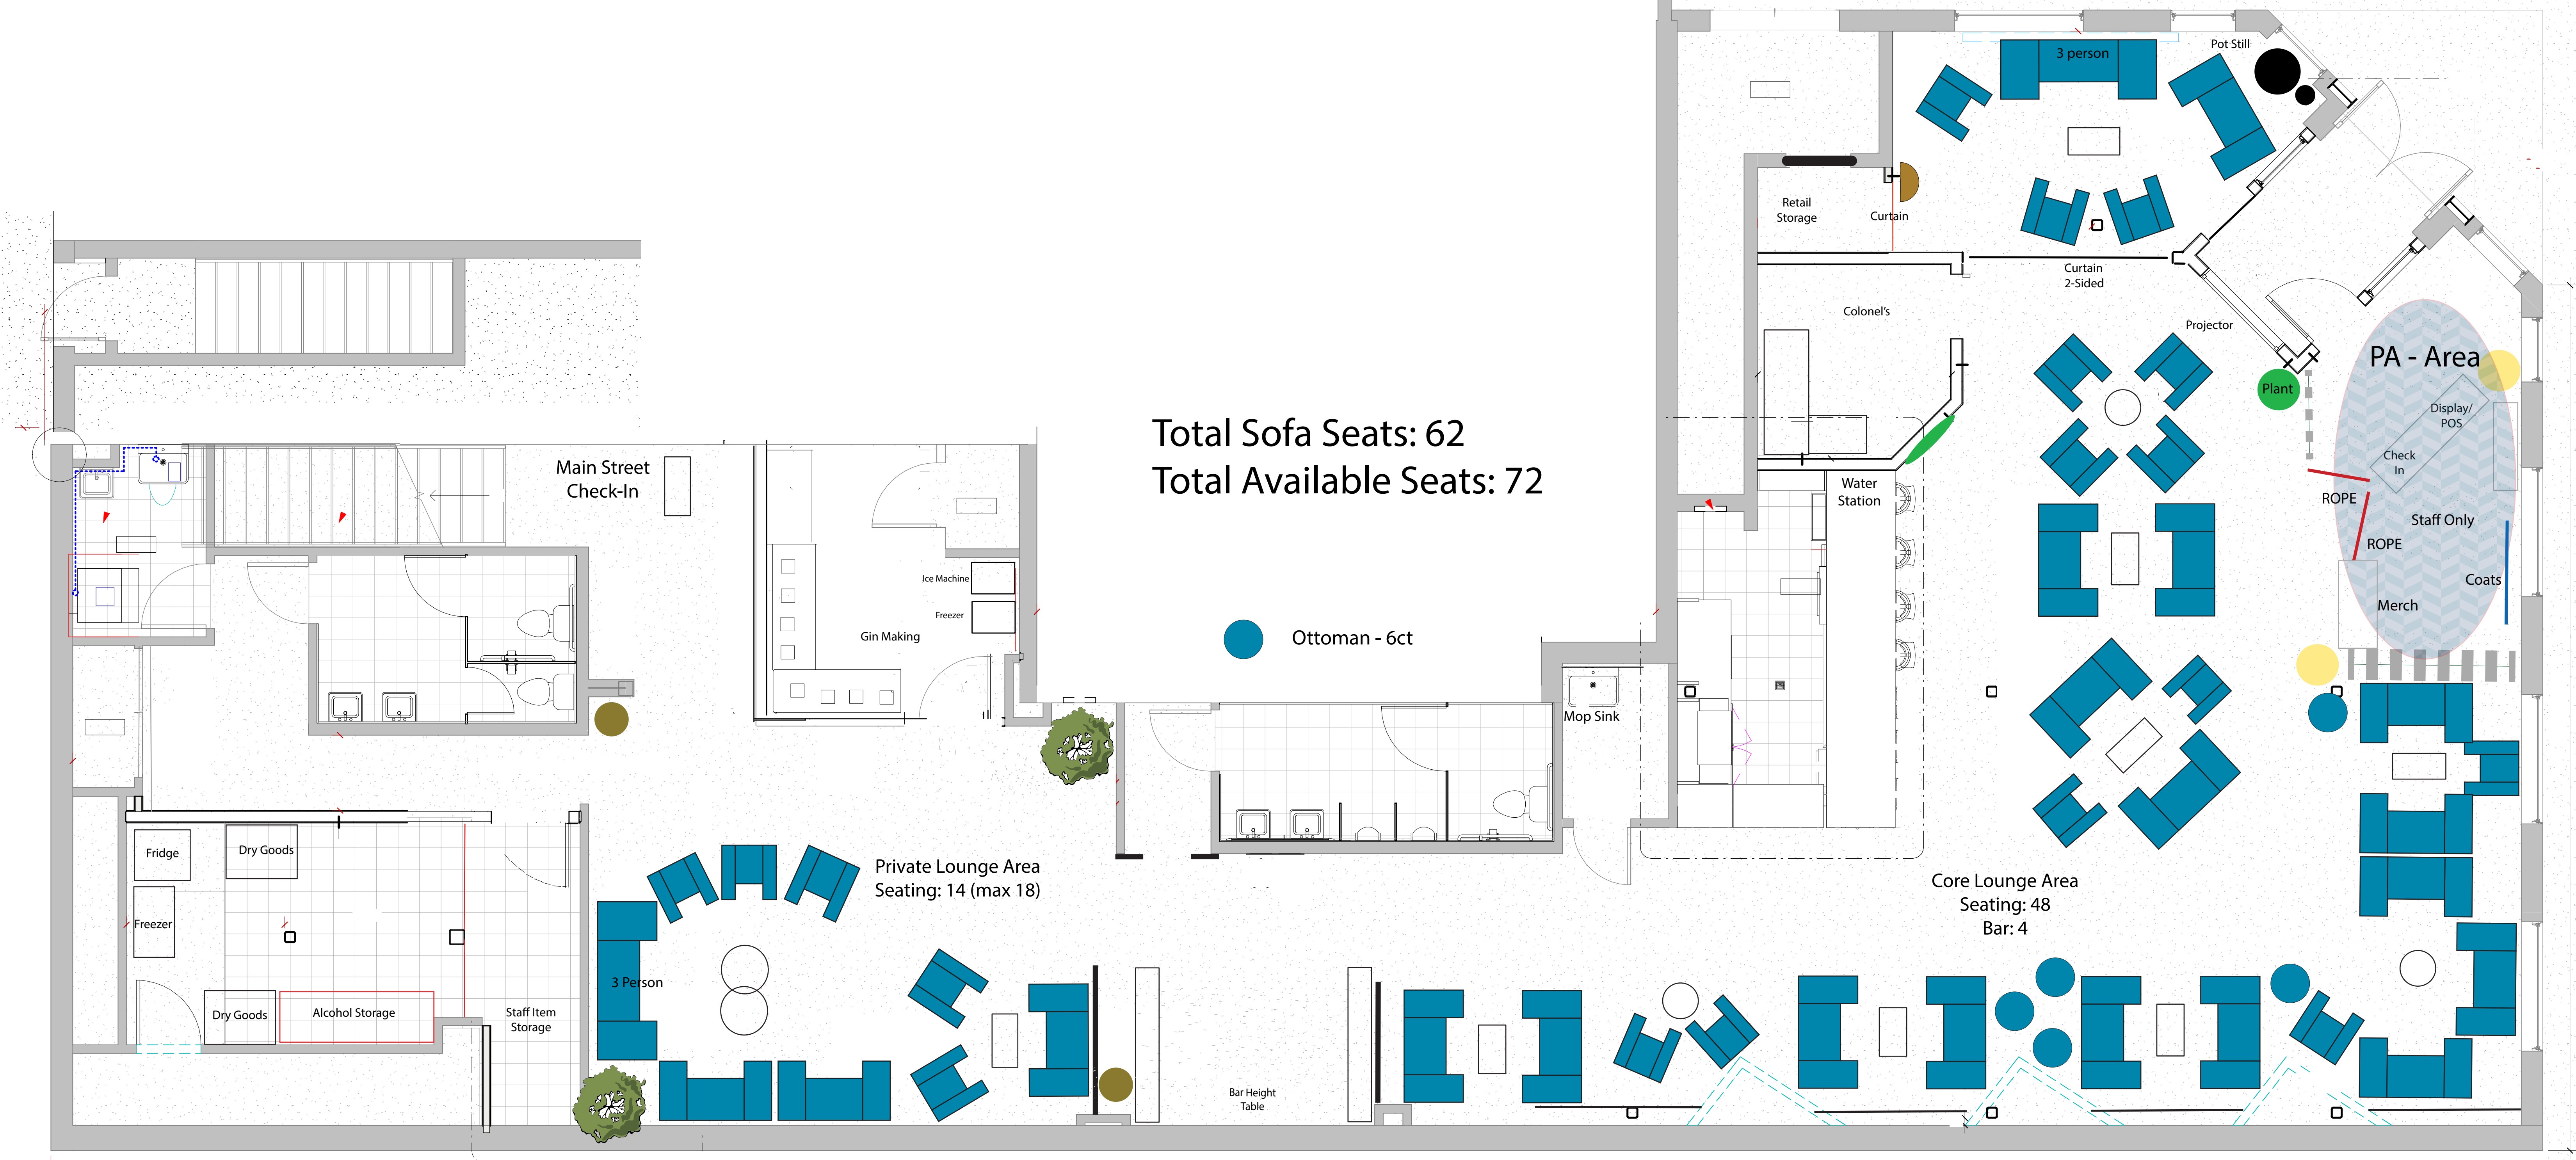 3 person
Pot Still
Retail
Storage
Curtain
Curtain
2-Sided
Colonel's
Projector
PA - Area
Plant
Display/
POS
Check
In
ROPE
Staff Only
ROPE
Coats
Merch
Total Sofa Seats: 62
Total Available Seats: 72
Main Street
Check-In
Water
Station
Ice Machine
Freezer
Gin Making
Ottoman - 6ct
Mop Sink
Fridge
Dry Goods
Private Lounge Area
Seating: 14 (max 18)
Core Lounge Area
Seating: 48
Bar: 4
Freezer
3 Person
Dry Goods
Alcohol Storage
Staff Item
Storage
Bar Height
Table